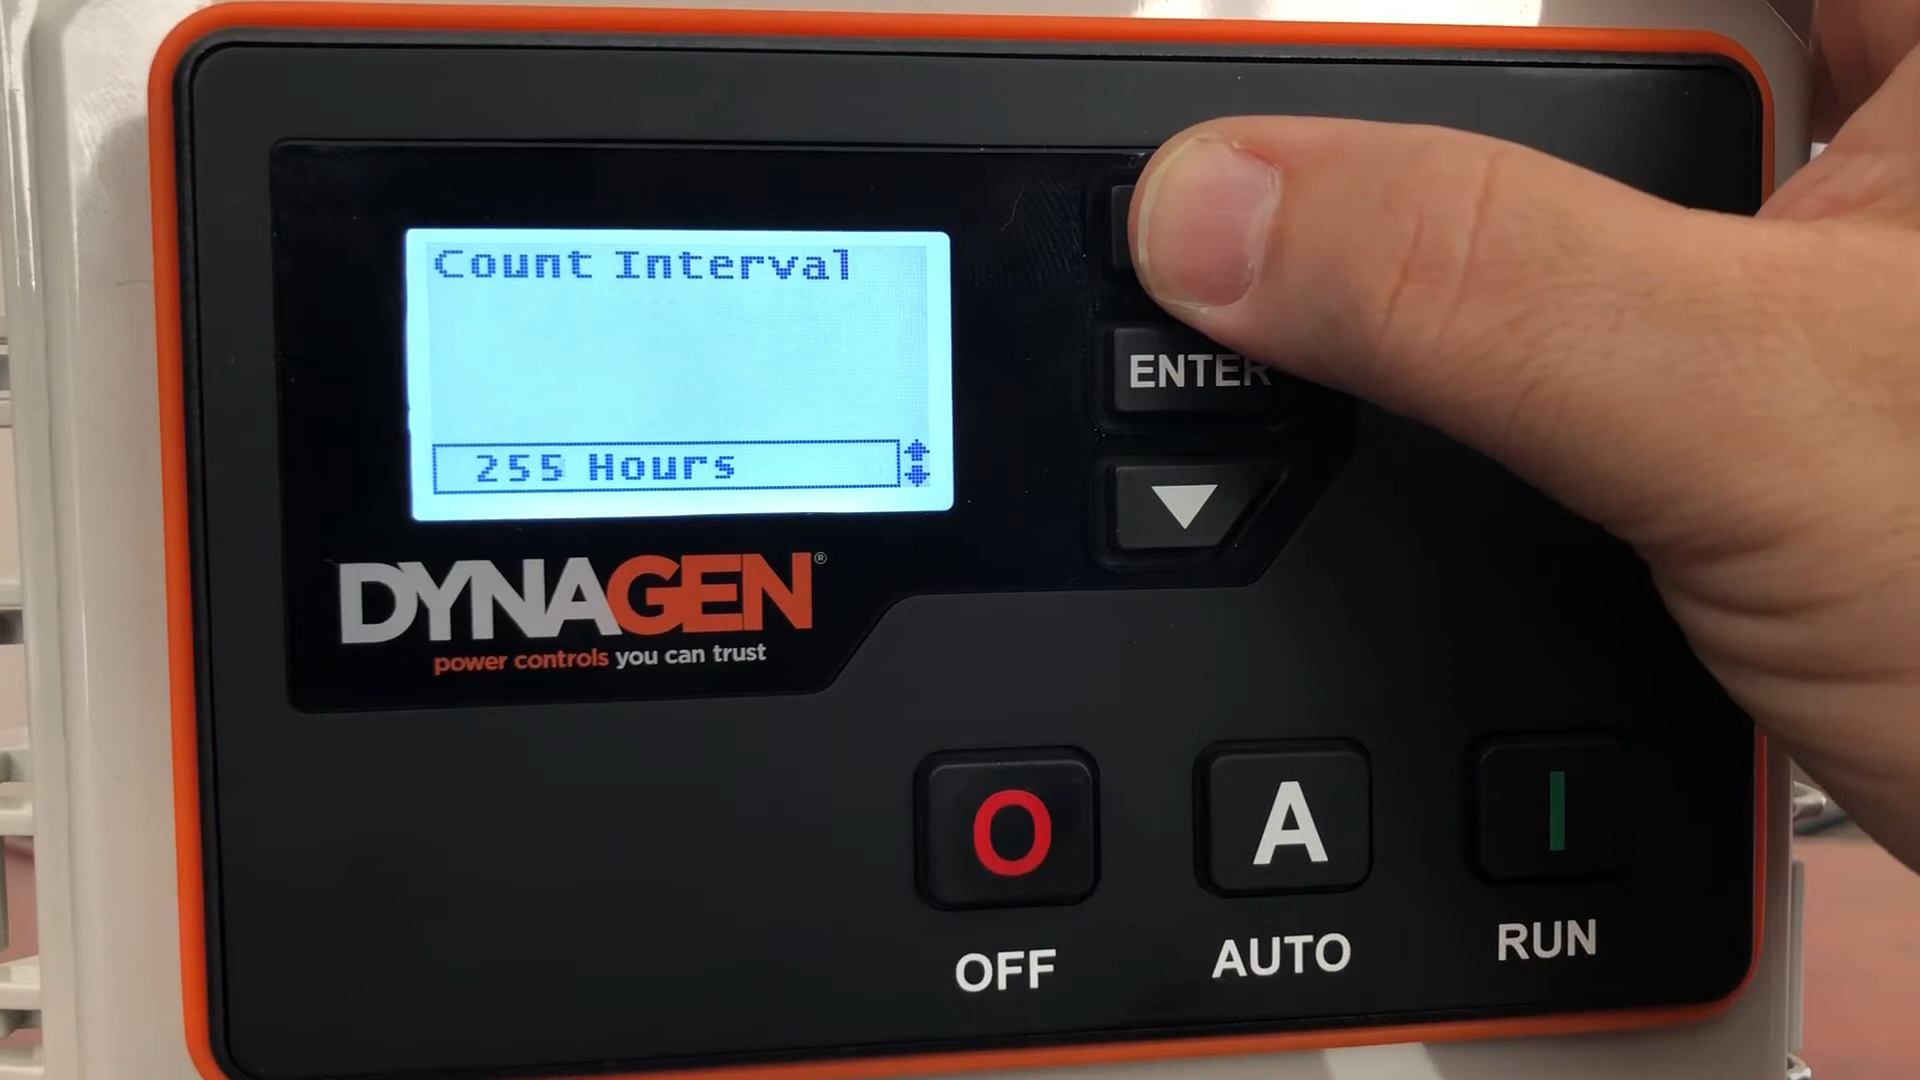 Count Interval
255 Hours
ENTER
DYNAGEN®
power controls you can trust
O
A
I
OFF
AUTO
RUN